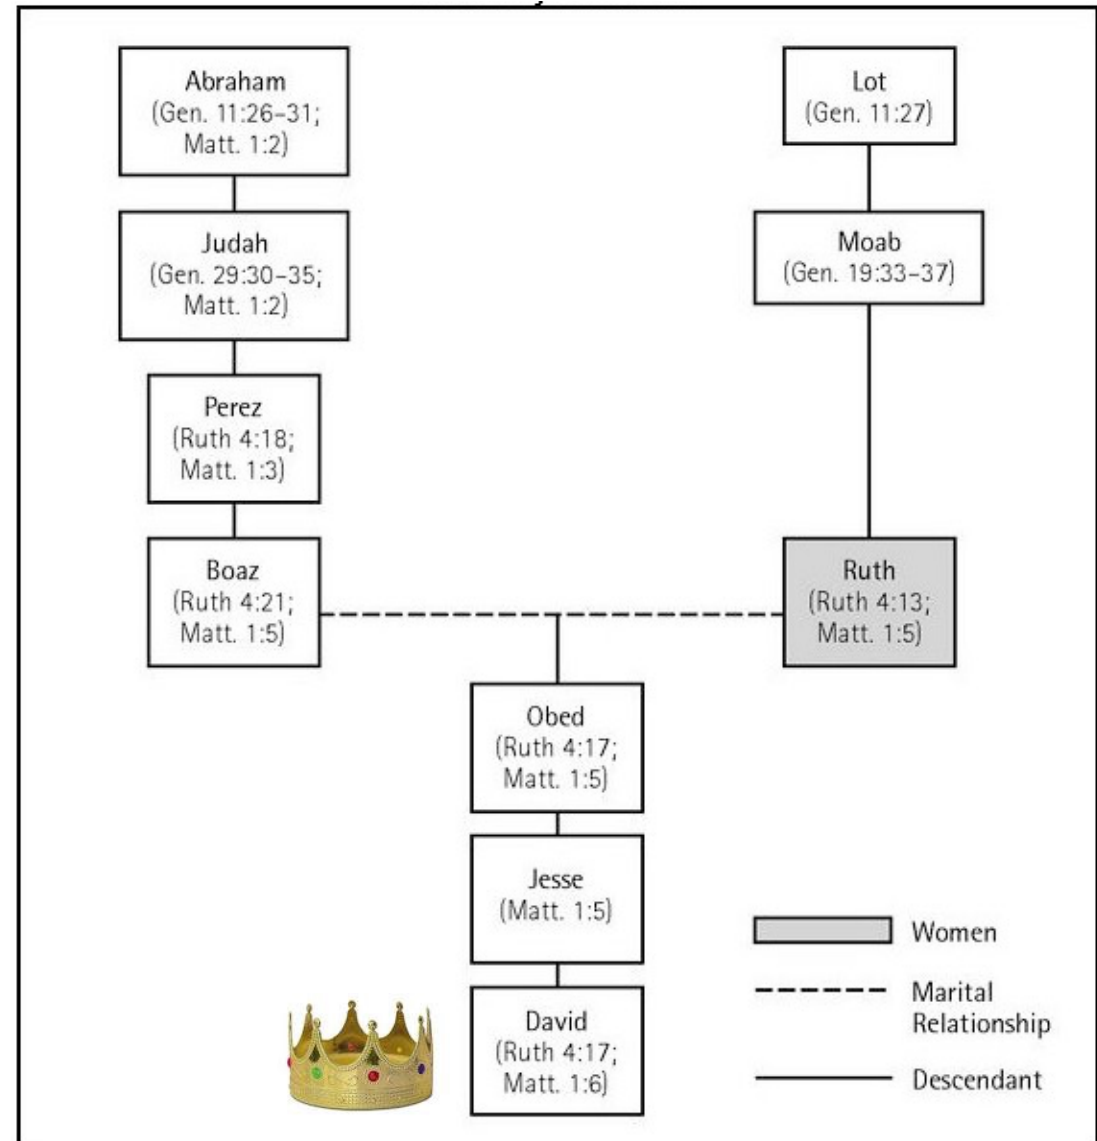 Abraham
(Gen. 11:26–31;
Matt. 1:2)
Lot
(Gen. 11:27)
Judah
(Gen. 29:30–35;
Matt. 1:2)
Moab
(Gen. 19:33–37)
Perez
(Ruth 4:18;
Matt. 1:3)
Boaz
(Ruth 4:21;
Matt. 1:5)
Ruth
(Ruth 4:13;
Matt. 1:5)
Obed
(Ruth 4:17;
Matt. 1:5)
Jesse
(Matt. 1:5)
David
(Ruth 4:17;
Matt. 1:6)
Women
Marital
Relationship
Descendant